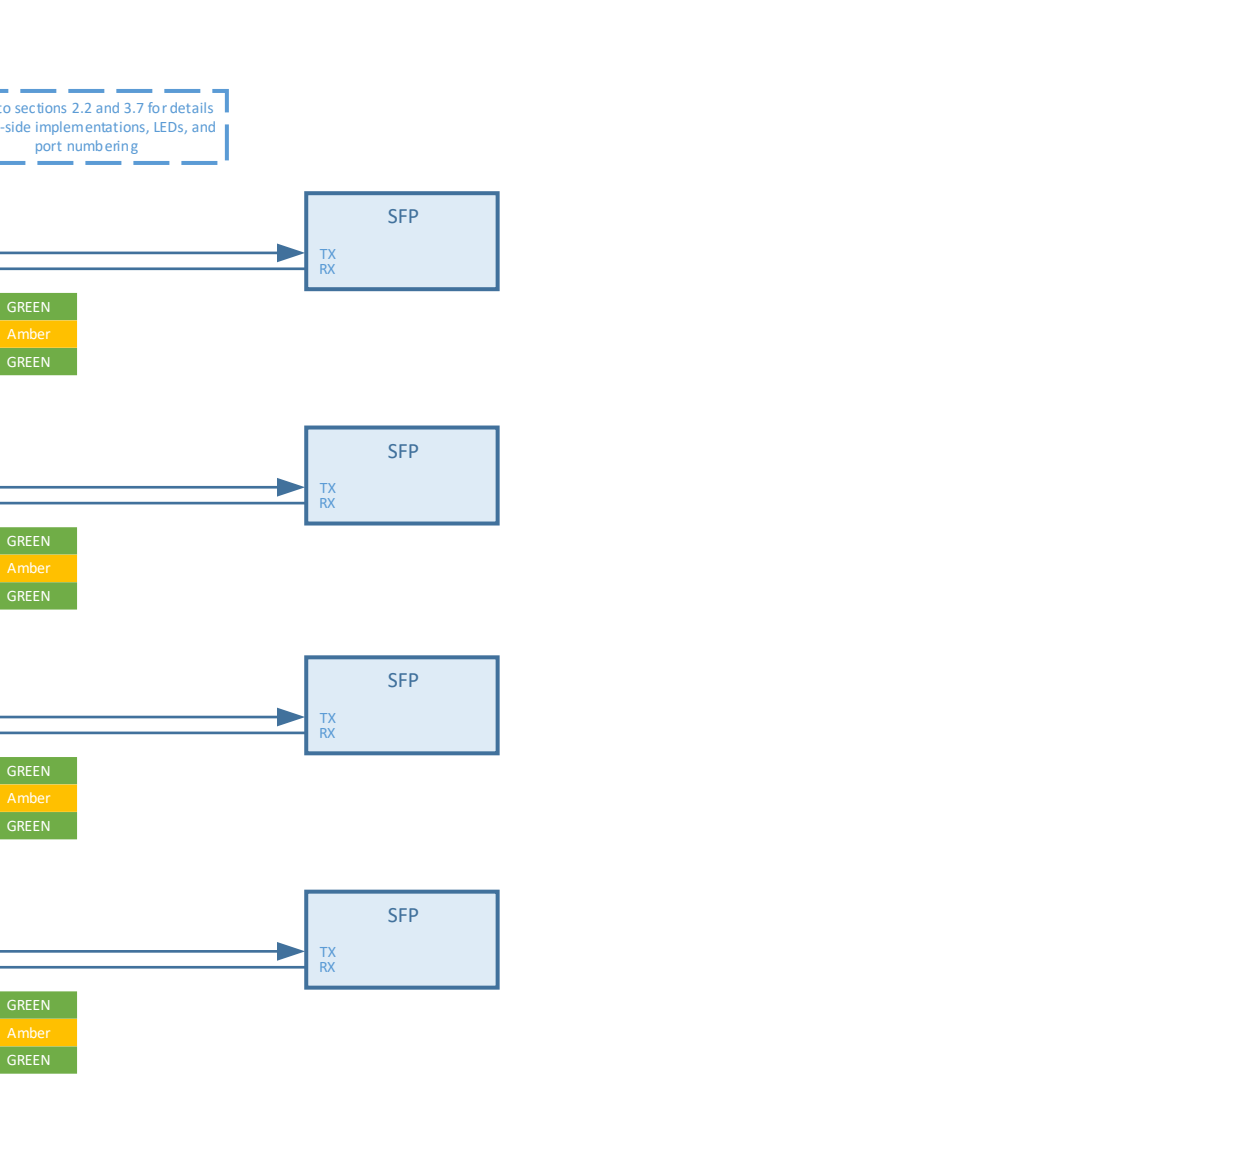 to sections 2.2 and 3.7 for details
-side implementations, LEDs, and
port numbering
SFP
TX
RX
GREEN
Amber
GREEN
SFP
TX
RX
GREEN
Amber
GREEN
SFP
TX
RX
GREEN
Amber
GREEN
SFP
TX
RX
GREEN
Amber
GREEN